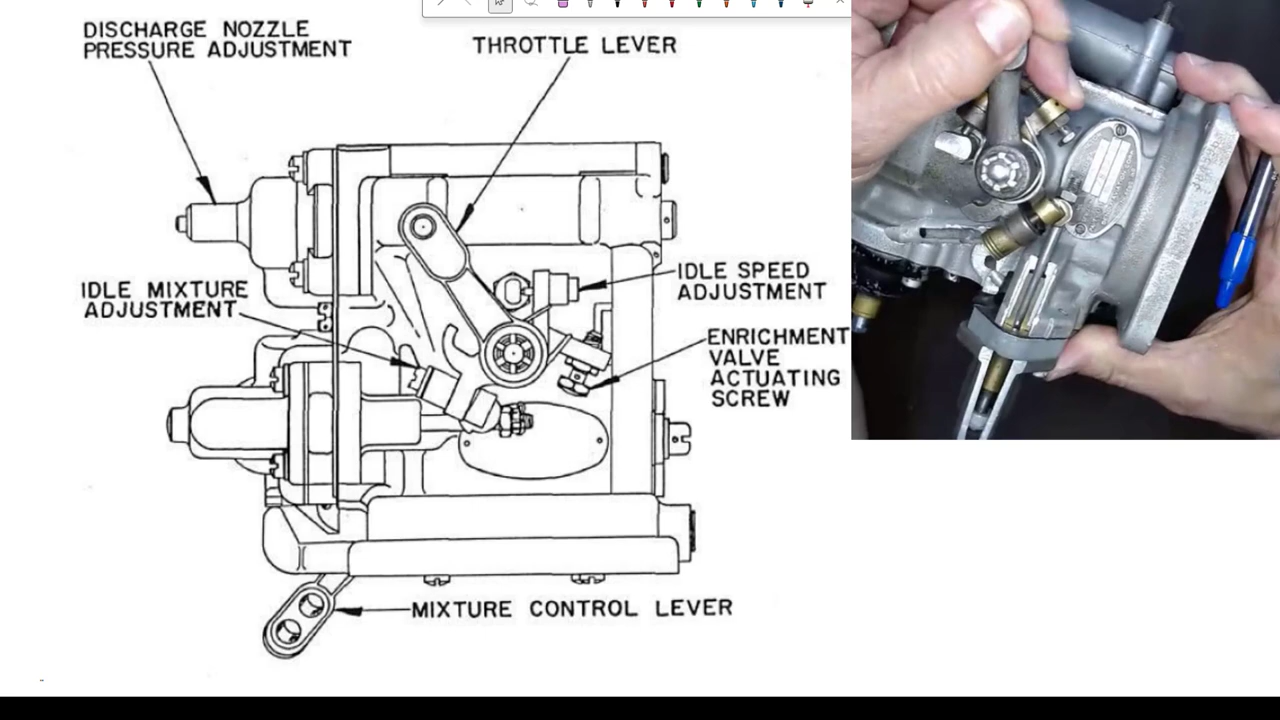 DISCHARGE NOZZLE
PRESSURE ADJUSTMENT
THROTTLE LEVER
IDLE MIXTURE
ADJUSTMENT
IDLE SPEED
ADJUSTMENT
ENRICHMENT
VALVE
ACTUATING
SCREW
MIXTURE CONTROL LEVER